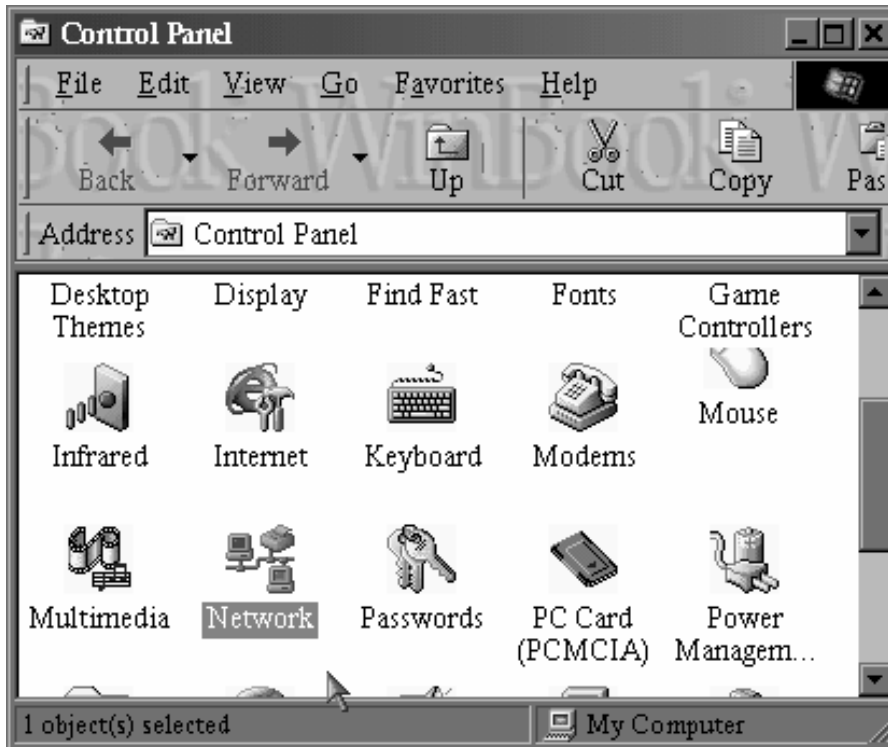 Control Panel
File Edit View Go Favorites Help
Back Forward Up Cut Copy Pas
Address Control Panel
Desktop Themes Display Find Fast Fonts Game Controllers
Infrared Internet Keyboard Modems Mouse
Multimedia Network Passwords PC Card (PCMCIA) Power Managem...
1 object(s) selected My Computer